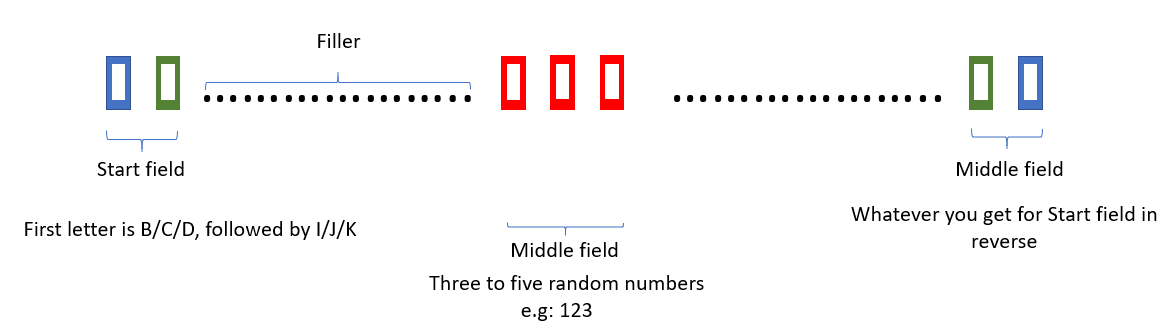 Filler
Start field
Middle field
First letter is B/C/D, followed by I/J/K
Whatever you get for Start field in
reverse
Middle field
Three to five random numbers
e.g: 123